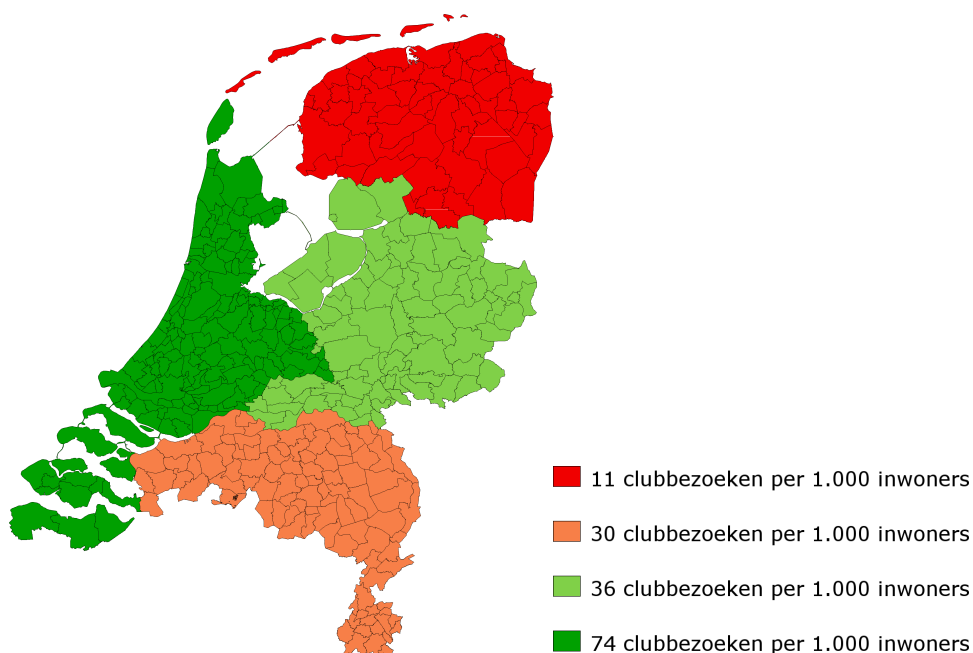 11 clubbezoeken per 1.000 inwoners
30 clubbezoeken per 1.000 inwoners
36 clubbezoeken per 1.000 inwoners
74 clubbezoeken per 1.000 inwoners